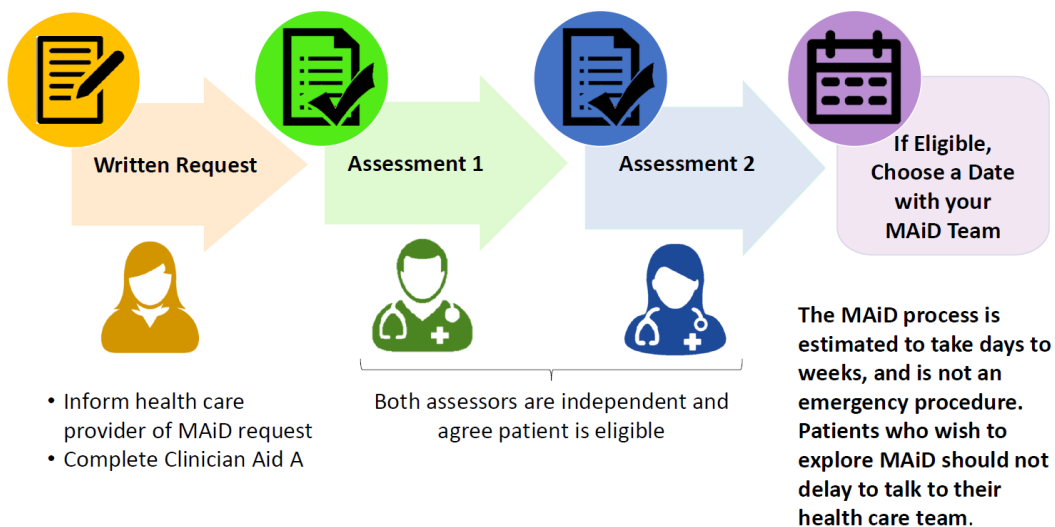 Written Request
Assessment 1
Assessment 2
If Eligible,
Choose a Date
with your
MAiD Team
• Inform health care
provider of MAiD request
• Complete Clinician Aid A
Both assessors are independent and
agree patient is eligible
The MAiD process is
estimated to take days to
weeks, and is not an
emergency procedure.
Patients who wish to
explore MAiD should not
delay to talk to their
health care team.